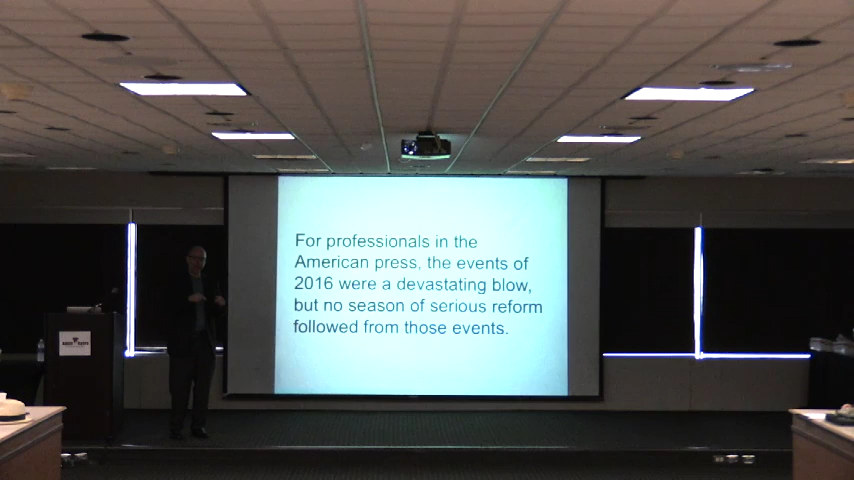 For professionals in the
American press, the events of
2016 were a devastating blow,
but no season of serious reform
followed from those events.